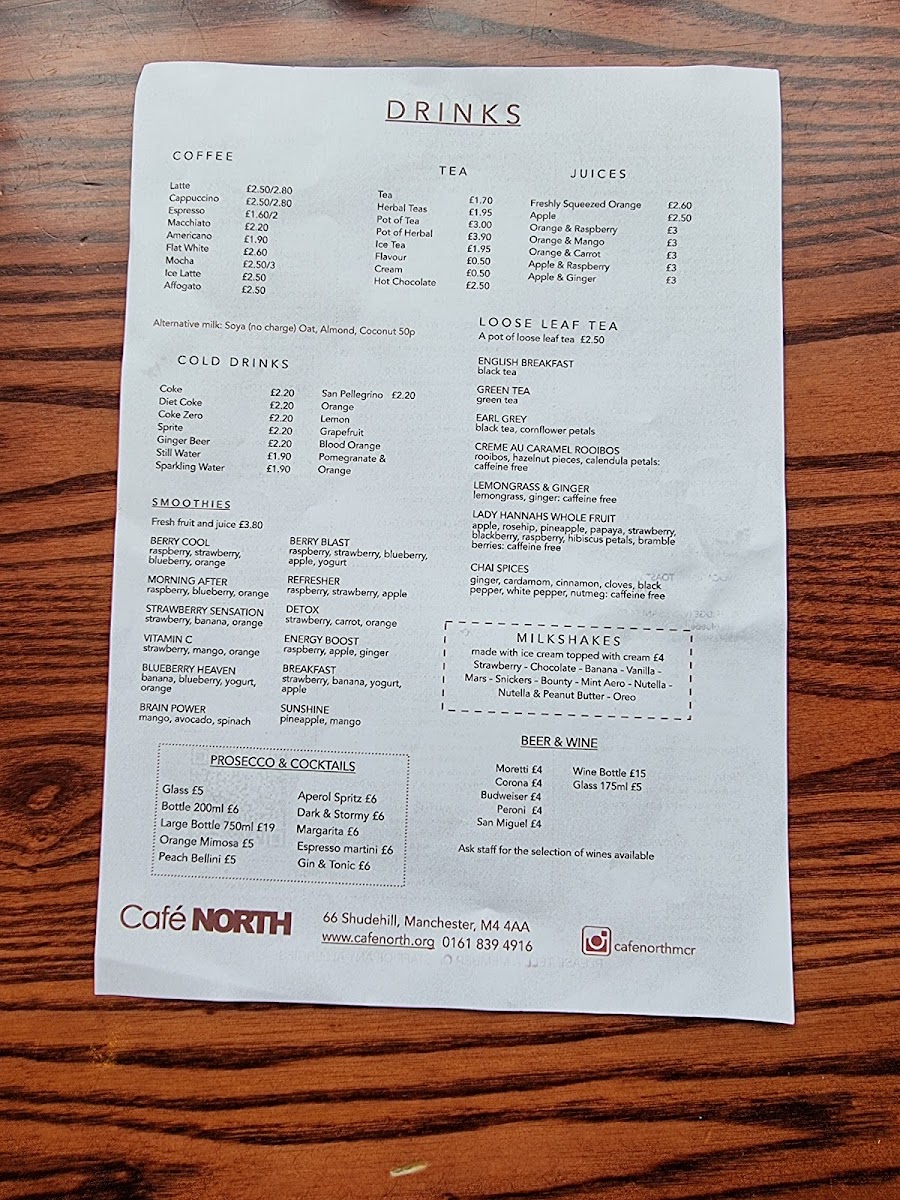 DRINKS
COFFEE
Latte £2.50/2.80
Cappuccino £2.50/2.80
Espresso £1.60/2
Macchiato £2.20
Americano £1.90
Flat White £2.60
Mocha £2.50/3
Ice Latte £2.50
Affogato £2.50
TEA
Tea £1.70
Herbal Teas £1.95
Pot of Tea £3.00
Pot of Herbal £3.90
Ice Tea £1.95
Flavour £0.50
Cream £0.50
Hot Chocolate £2.50
JUICES
Freshly Squeezed Orange £2.60
Apple £2.50
Orange & Raspberry £3
Orange & Mango £3
Orange & Carrot £3
Apple & Raspberry £3
Apple & Ginger £3
Alternative milk: Soya (no charge) Oat, Almond, Coconut 50p
COLD DRINKS
Coke £2.20
Diet Coke £2.20
Coke Zero £2.20
Sprite £2.20
Ginger Beer £2.20
Still Water £1.90
Sparkling Water £1.90
San Pellegrino £2.20
Orange
Lemon
Grapefruit
Blood Orange
Pomegranate &
Orange
LOOSE LEAF TEA
A pot of loose leaf tea £2.50
ENGLISH BREAKFAST
black tea
GREEN TEA
green tea
EARL GREY
black tea, cornflower petals
CREME AU CARAMEL ROOIBOS
rooibos, hazelnut pieces, calendula petals:
caffeine free
LEMONGRASS & GINGER
lemongrass, ginger: caffeine free
LADY HANNAHS WHOLE FRUIT
apple, rosehip, pineapple, papaya, strawberry,
blackberry, raspberry, hibiscus petals, bramble
berries: caffeine free
CHAI SPICES
ginger, cardamom, cinnamon, cloves, black
pepper, white pepper, nutmeg: caffeine free
SMOOTHIES
Fresh fruit and juice £3.80
BERRY COOL
raspberry, strawberry,
blueberry, orange
MORNING AFTER
raspberry, blueberry, orange
STRAWBERRY SENSATION
strawberry, banana, orange
VITAMIN C
strawberry, mango, orange
BLUEBERRY HEAVEN
banana, blueberry, yogurt,
orange
BRAIN POWER
mango, avocado, spinach
BERRY BLAST
raspberry, strawberry, blueberry,
apple, yogurt
REFRESHER
raspberry, strawberry, apple
DETOX
strawberry, carrot, orange
ENERGY BOOST
raspberry, apple, ginger
BREAKFAST
strawberry, banana, yogurt,
apple
SUNSHINE
pineapple, mango
MILKSHAKES
made with ice cream topped with cream £4
Strawberry - Chocolate - Banana - Vanilla -
Mars - Snickers - Bounty - Mint Aero - Nutella -
Nutella & Peanut Butter - Oreo
PROSECCO & COCKTAILS
Glass £5
Bottle 200ml £6
Large Bottle 750ml £19
Orange Mimosa £5
Peach Bellini £5
Aperol Spritz £6
Dark & Stormy £6
Margarita £6
Espresso martini £6
Gin & Tonic £6
BEER & WINE
Moretti £4
Corona £4
Budweiser £4
Peroni £4
San Miguel £4
Wine Bottle £15
Glass 175ml £5
Ask staff for the selection of wines available
Café NORTH
66 Shudehill, Manchester, M4 4AA
www.cafenorth.org 0161 839 4916
cafenorthmcr